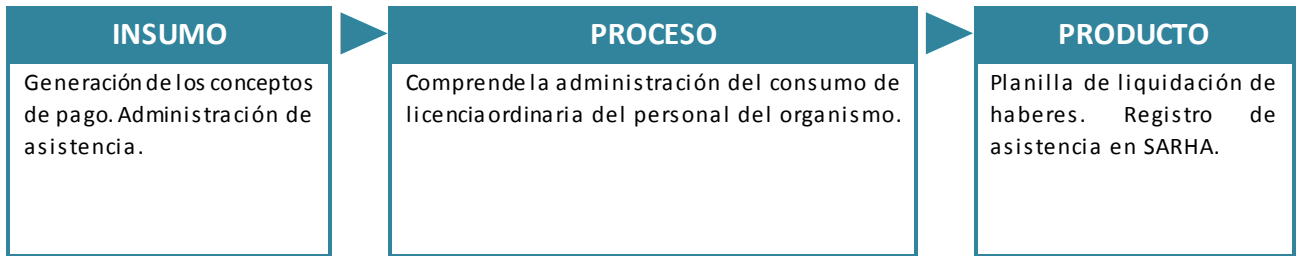 INSUMO
Generación de los conceptos
de pago. Administración de
asistencia.
PROCESO
Comprende la administración del consumo de
licencia ordinaria del personal del organismo.
PRODUCTO
Planilla de liquidación de
haberes. Registro de
asistencia en SARHA.